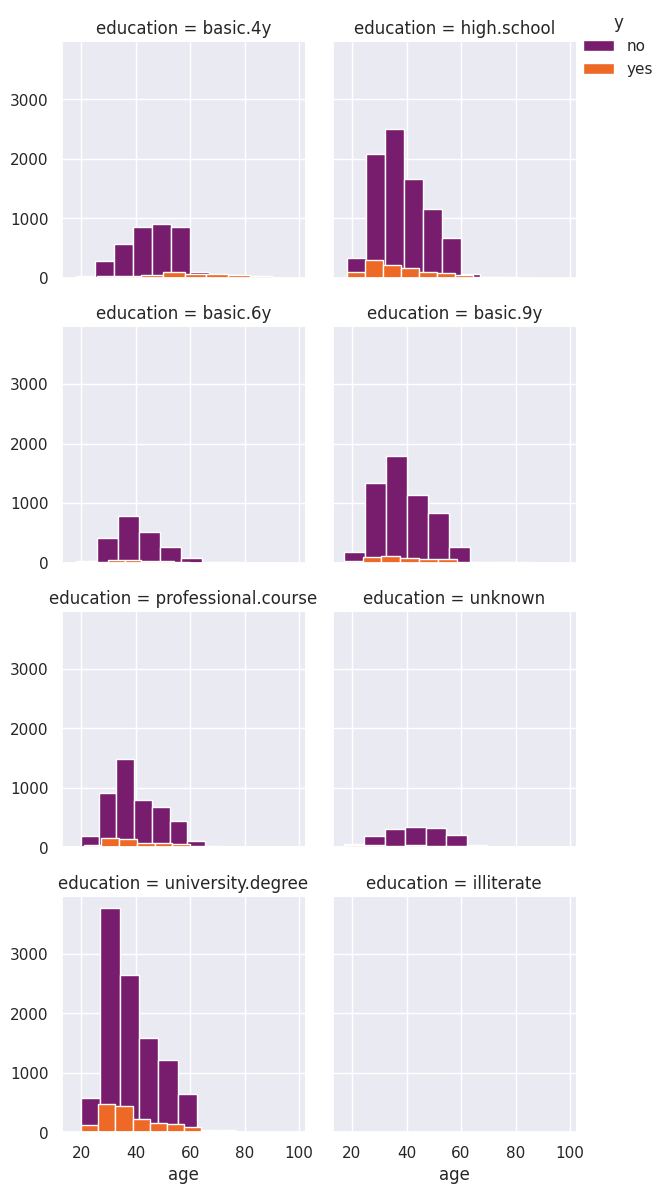 education = basic.4y
education = high.school
y
no
yes
3000
2000
1000
0
education = basic.6y
education = basic.9y
3000
2000
1000
0
education = professional.course
education = unknown
3000
2000
1000
0
education = university.degree
education = illiterate
3000
2000
1000
0
20 40 60 80 100
20 40 60 80 100
age
age